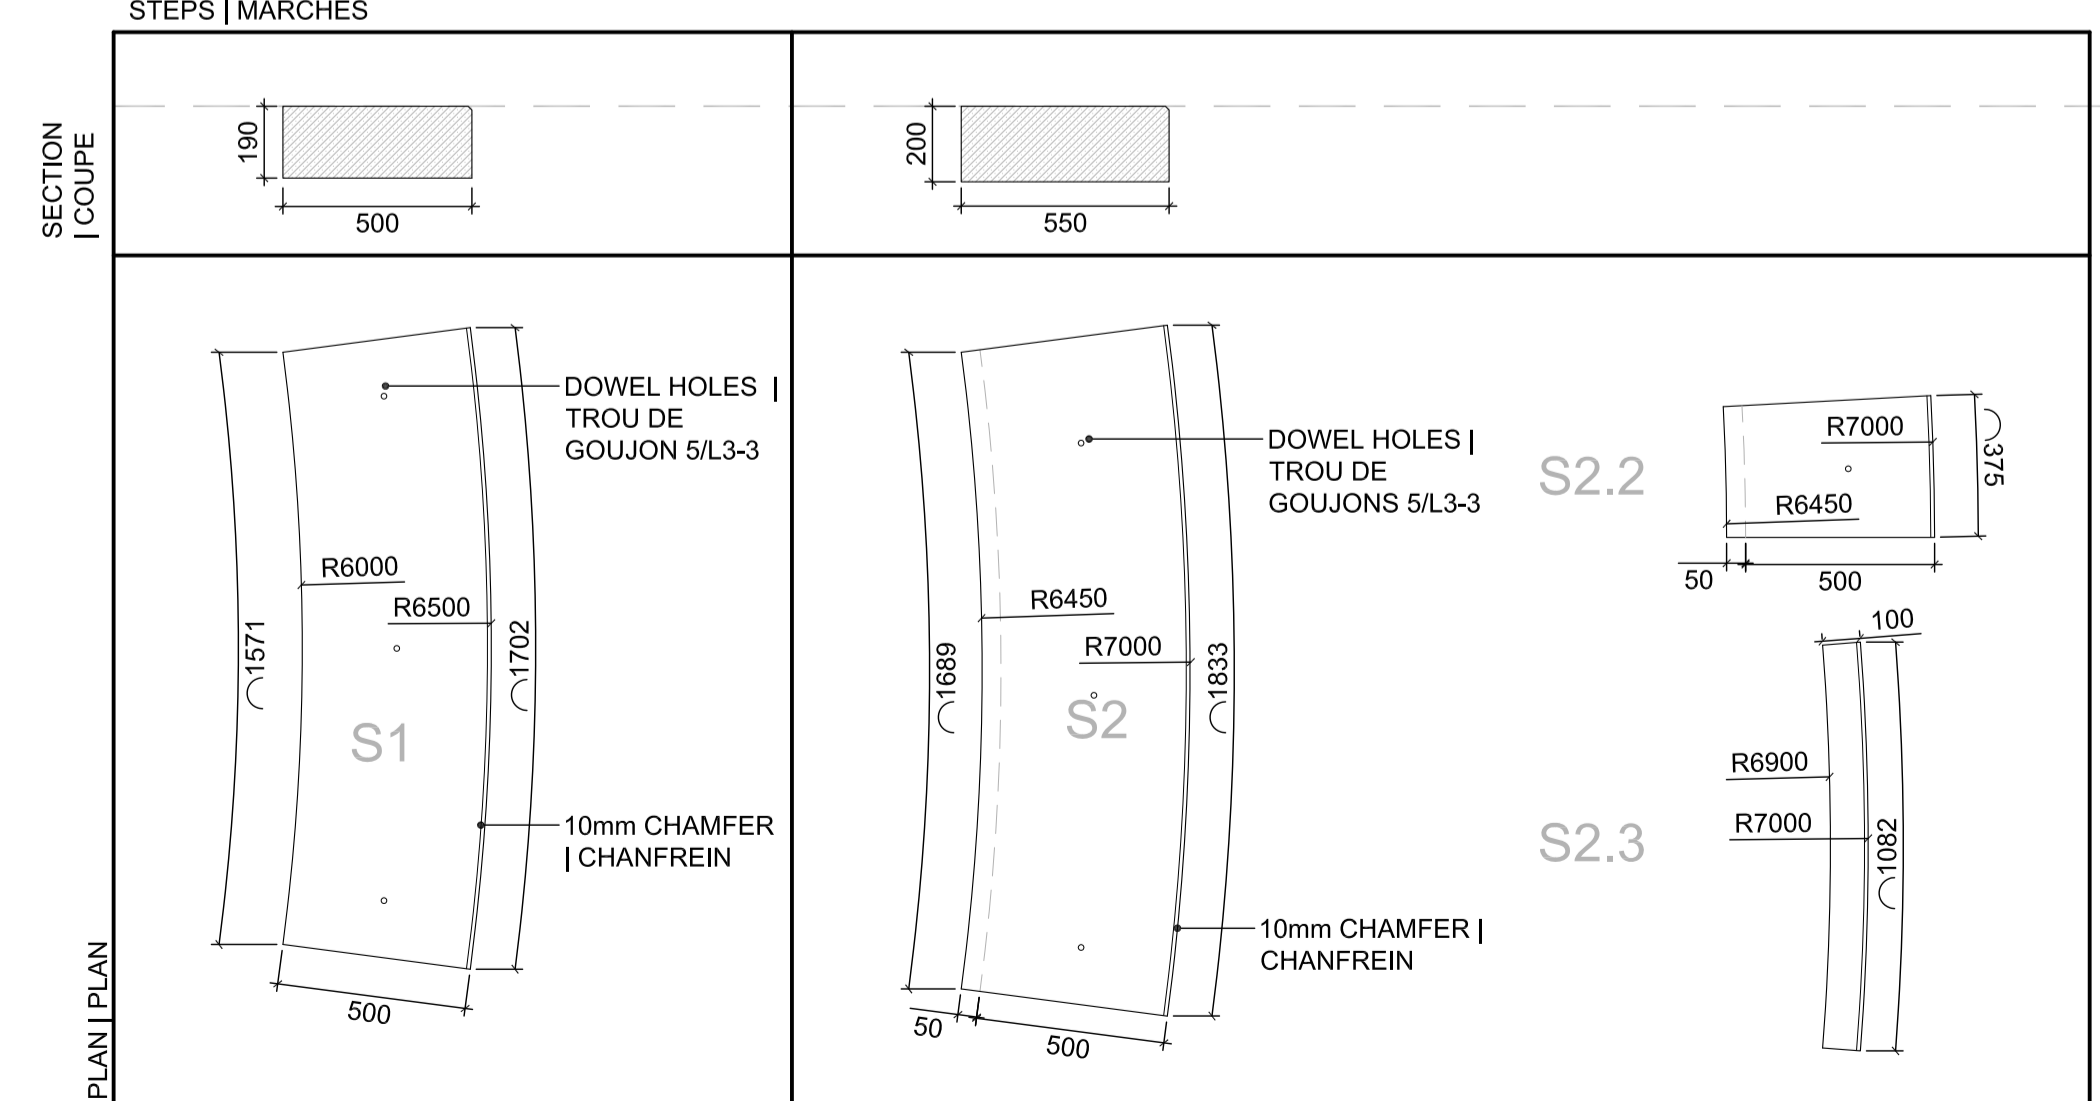 STEPS | MARCHES
SECTION
| COUPE
190
500
200
550
PLAN | PLAN
1571
R6000
R6500
1702
S1
500
DOWEL HOLES |
TROU DE
GOUJON 5/L3-3
10mm CHAMFER
| CHANFREIN
1689
R6450
R7000
1833
S2
50
500
DOWEL HOLES |
TROU DE
GOUJONS 5/L3-3
10mm CHAMFER |
CHANFREIN
S2.2
R7000
R6450
375
50
500
S2.3
100
R6900
R7000
1082